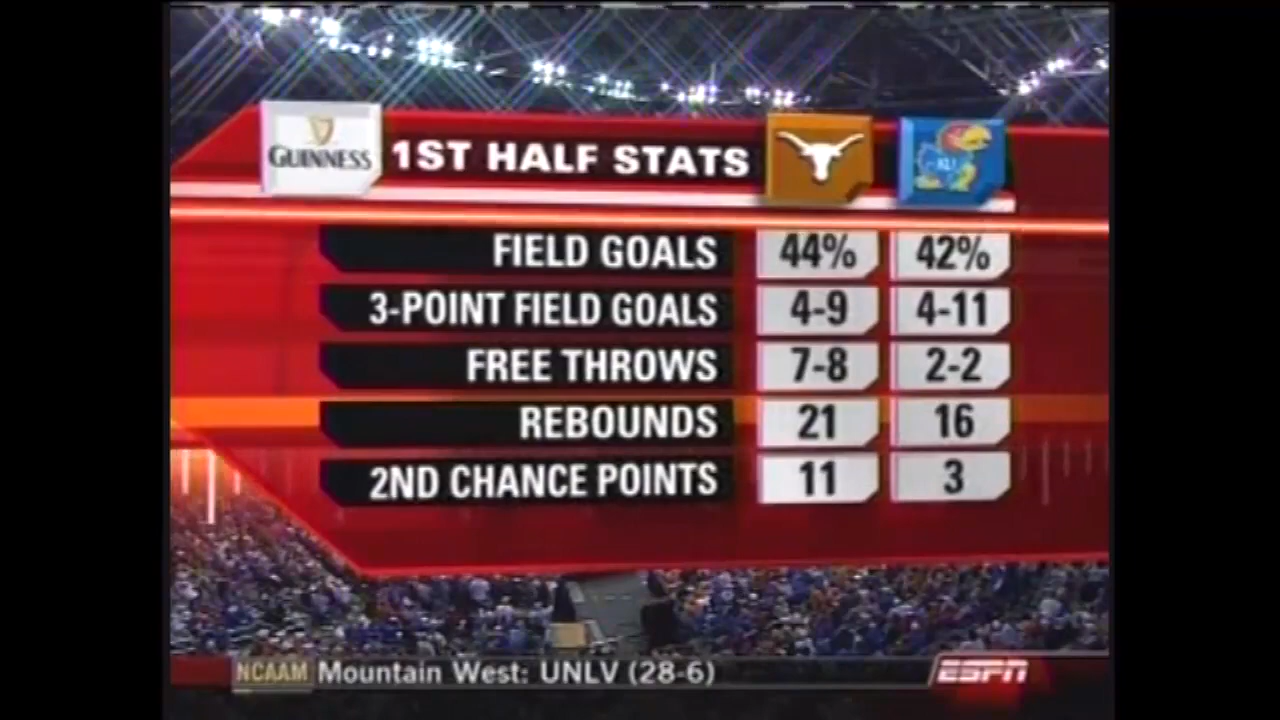 GUINNESS 1ST HALF STATS
KU
FIELD GOALS 44% 42%
3-POINT FIELD GOALS 4-9 4-11
FREE THROWS 7-8 2-2
REBOUNDS 21 16
2ND CHANCE POINTS 11 3
NCAAM Mountain West: UNLV (28-6) ESPN